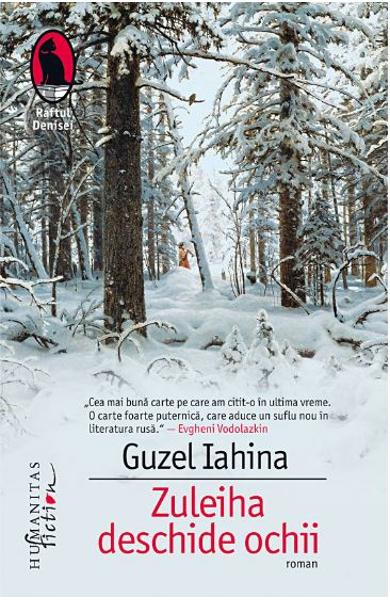 Raftul
Denisei
„Cea mai bună carte pe care am citit-o în ultima vreme.
O carte foarte puternică, care aduce un suflu nou în
literatura rusă.“ — Evgheni Vodolazkin
Guzel Iahina
Zuleiha
deschide ochii
roman
HUMANITAS
fiction